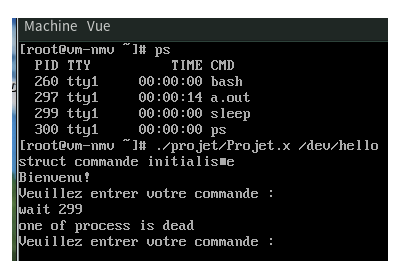 Machine Vue
[root@vm-nmv ~]# ps
PID TTY TIME CMD
260 tty1 00:00:00 bash
297 tty1 00:00:14 a.out
299 tty1 00:00:00 sleep
300 tty1 00:00:00 ps
[root@vm-nmv ~]# ./projet/Projet.x /dev/hello
struct commande initialis■e
Bienvenu!
Veuillez entrer votre commande :
wait 299
one of process is dead
Veuillez entrer votre commande :